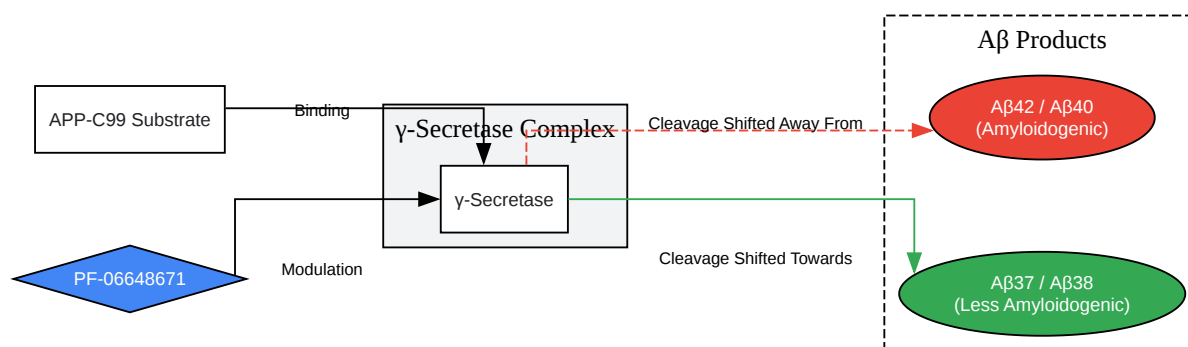 Aβ Products
APP-C99 Substrate
Binding
γ-Secretase Complex
Cleavage Shifted Away From
Aβ42 / Aβ40
(Amyloidogenic)
γ-Secretase
PF-06648671
Modulation
Cleavage Shifted Towards
Aβ37 / Aβ38
(Less Amyloidogenic)